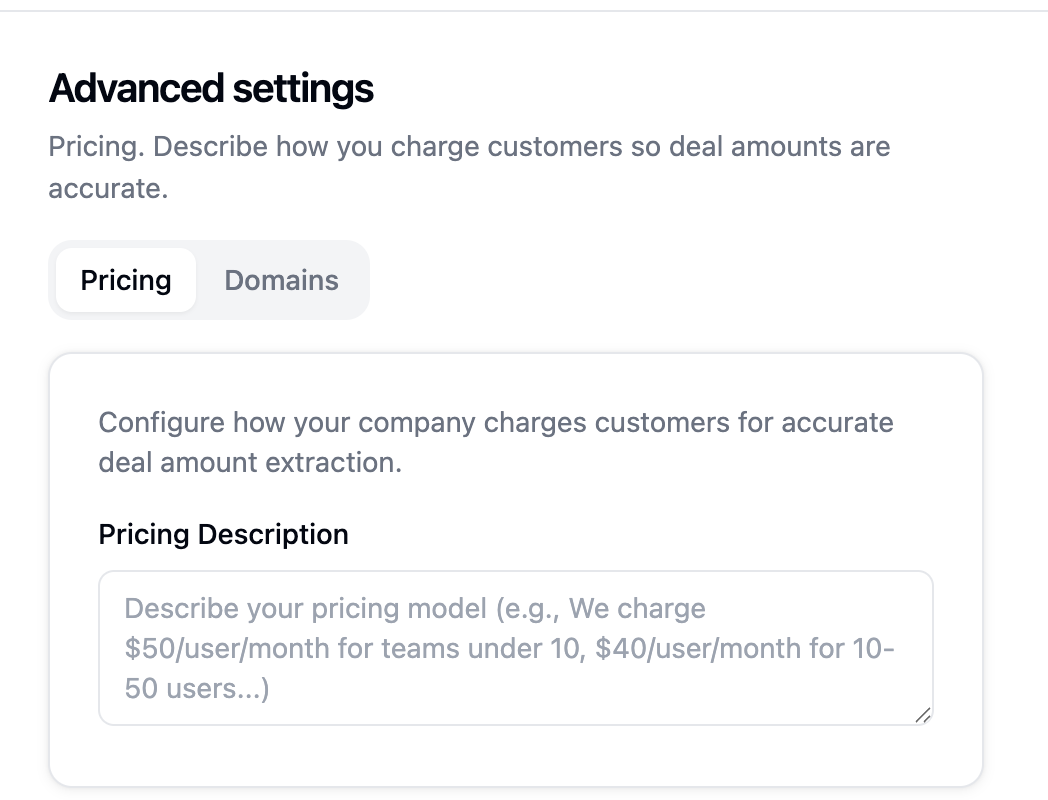 Advanced settings
Pricing. Describe how you charge customers so deal amounts are
accurate.
Pricing
Domains
Configure how your company charges customers for accurate
deal amount extraction.
Pricing Description
Describe your pricing model (e.g., We charge
$50/user/month for teams under 10, $40/user/month for 10-
50 users...)